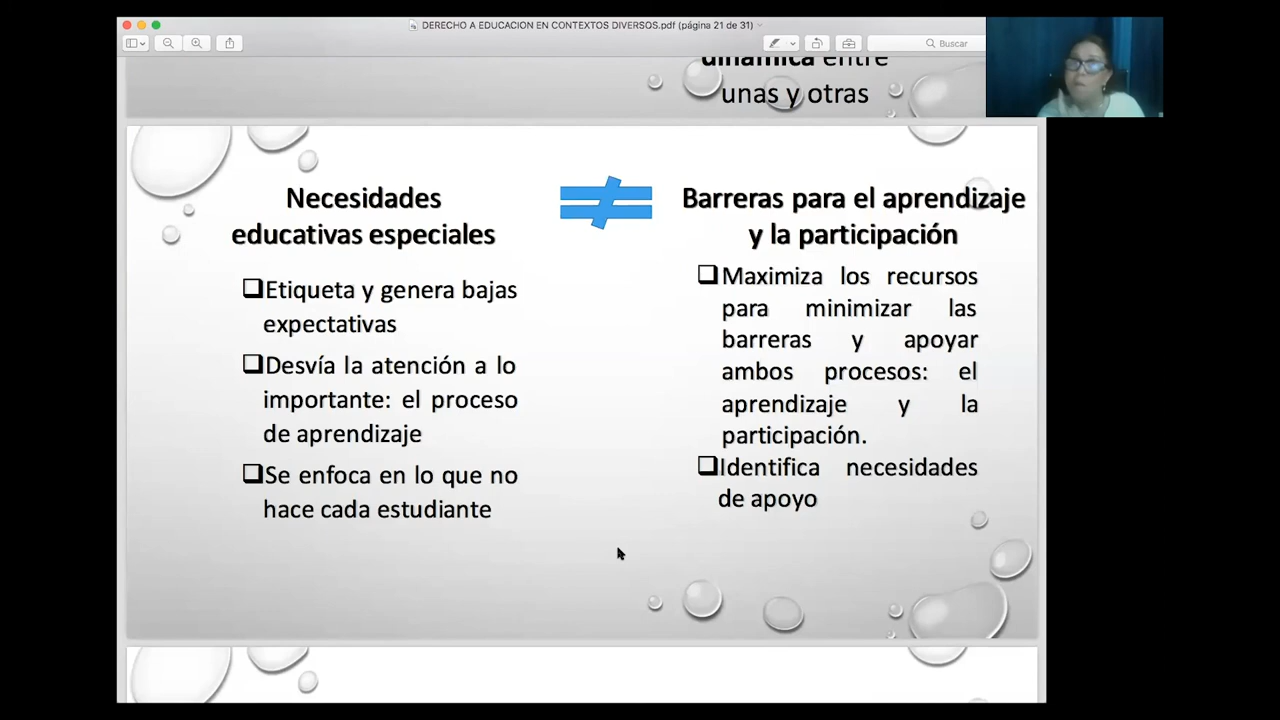 DERECHO A EDUCACION EN CONTEXTOS DIVERSOS.pdf (página 21 de 31)
Buscar
dinámica entre
unas y otras
Necesidades
educativas especiales
Etiqueta y genera bajas
expectativas
Desvía la atención a lo
importante: el proceso
de aprendizaje
Se enfoca en lo que no
hace cada estudiante
Barreras para el aprendizaje
y la participación
Maximiza los recursos
para minimizar las
barreras y apoyar
ambos procesos: el
aprendizaje y la
participación.
Identifica necesidades
de apoyo